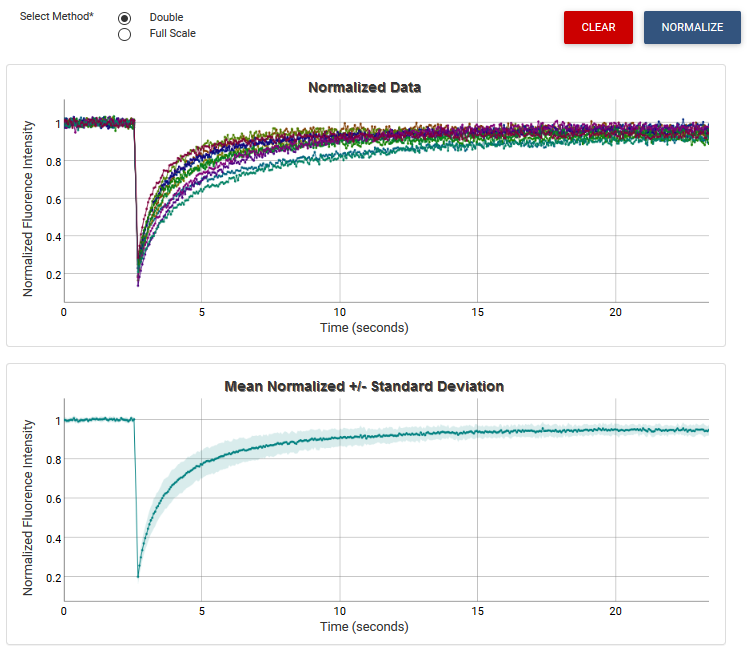 Select Method*
Double
Full Scale
CLEAR
NORMALIZE
Normalized Data
Normalized Fluorence Intensity
1
0.8
0.6
0.4
0.2
0
5
10
15
20
Time (seconds)
Mean Normalized +/- Standard Deviation
Normalized Fluorence Intensity
1
0.8
0.6
0.4
0.2
0
5
10
15
20
Time (seconds)